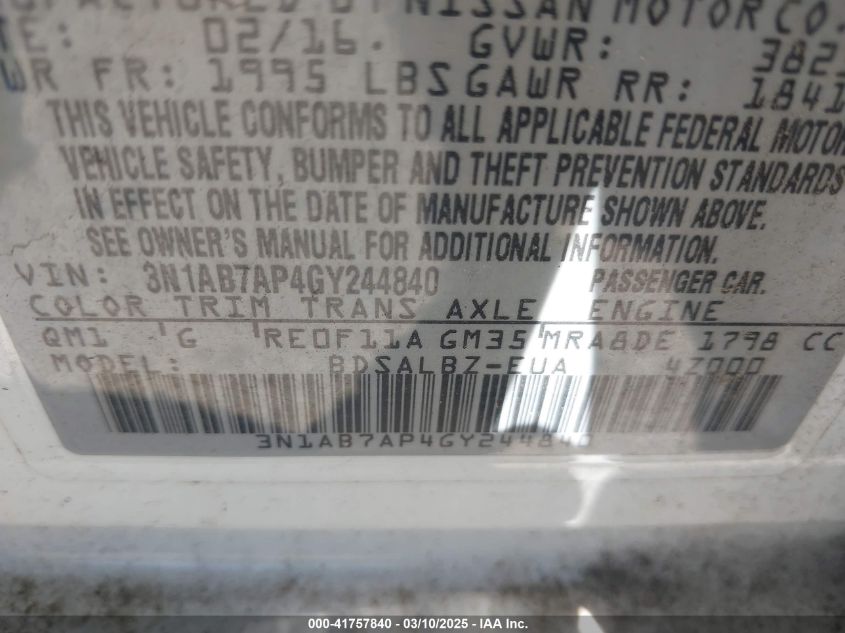 NISSAN MOTOR CO.
02/16. GVWR: 382
WR FR: 1995 LBS GAWR RR: 1841
THIS VEHICLE CONFORMS TO ALL APPLICABLE FEDERAL MOTOR
VEHICLE SAFETY, BUMPER AND THEFT PREVENTION STANDARDS
IN EFFECT ON THE DATE OF MANUFACTURE SHOWN ABOVE.
SEE OWNER'S MANUAL FOR ADDITIONAL INFORMATION.
VIN: 3N1AB7AP4GY244840 PASSENGER CAR.
COLOR TRIM TRANS AXLE ENGINE
QM1 'G RE0F11A GM35 MRA8DE 1798 CC
MODEL: BDSALBZ-EUA 4Z000
3N1AB7AP4GY244840
000-41757840 - 03/10/2025 - IAA Inc.